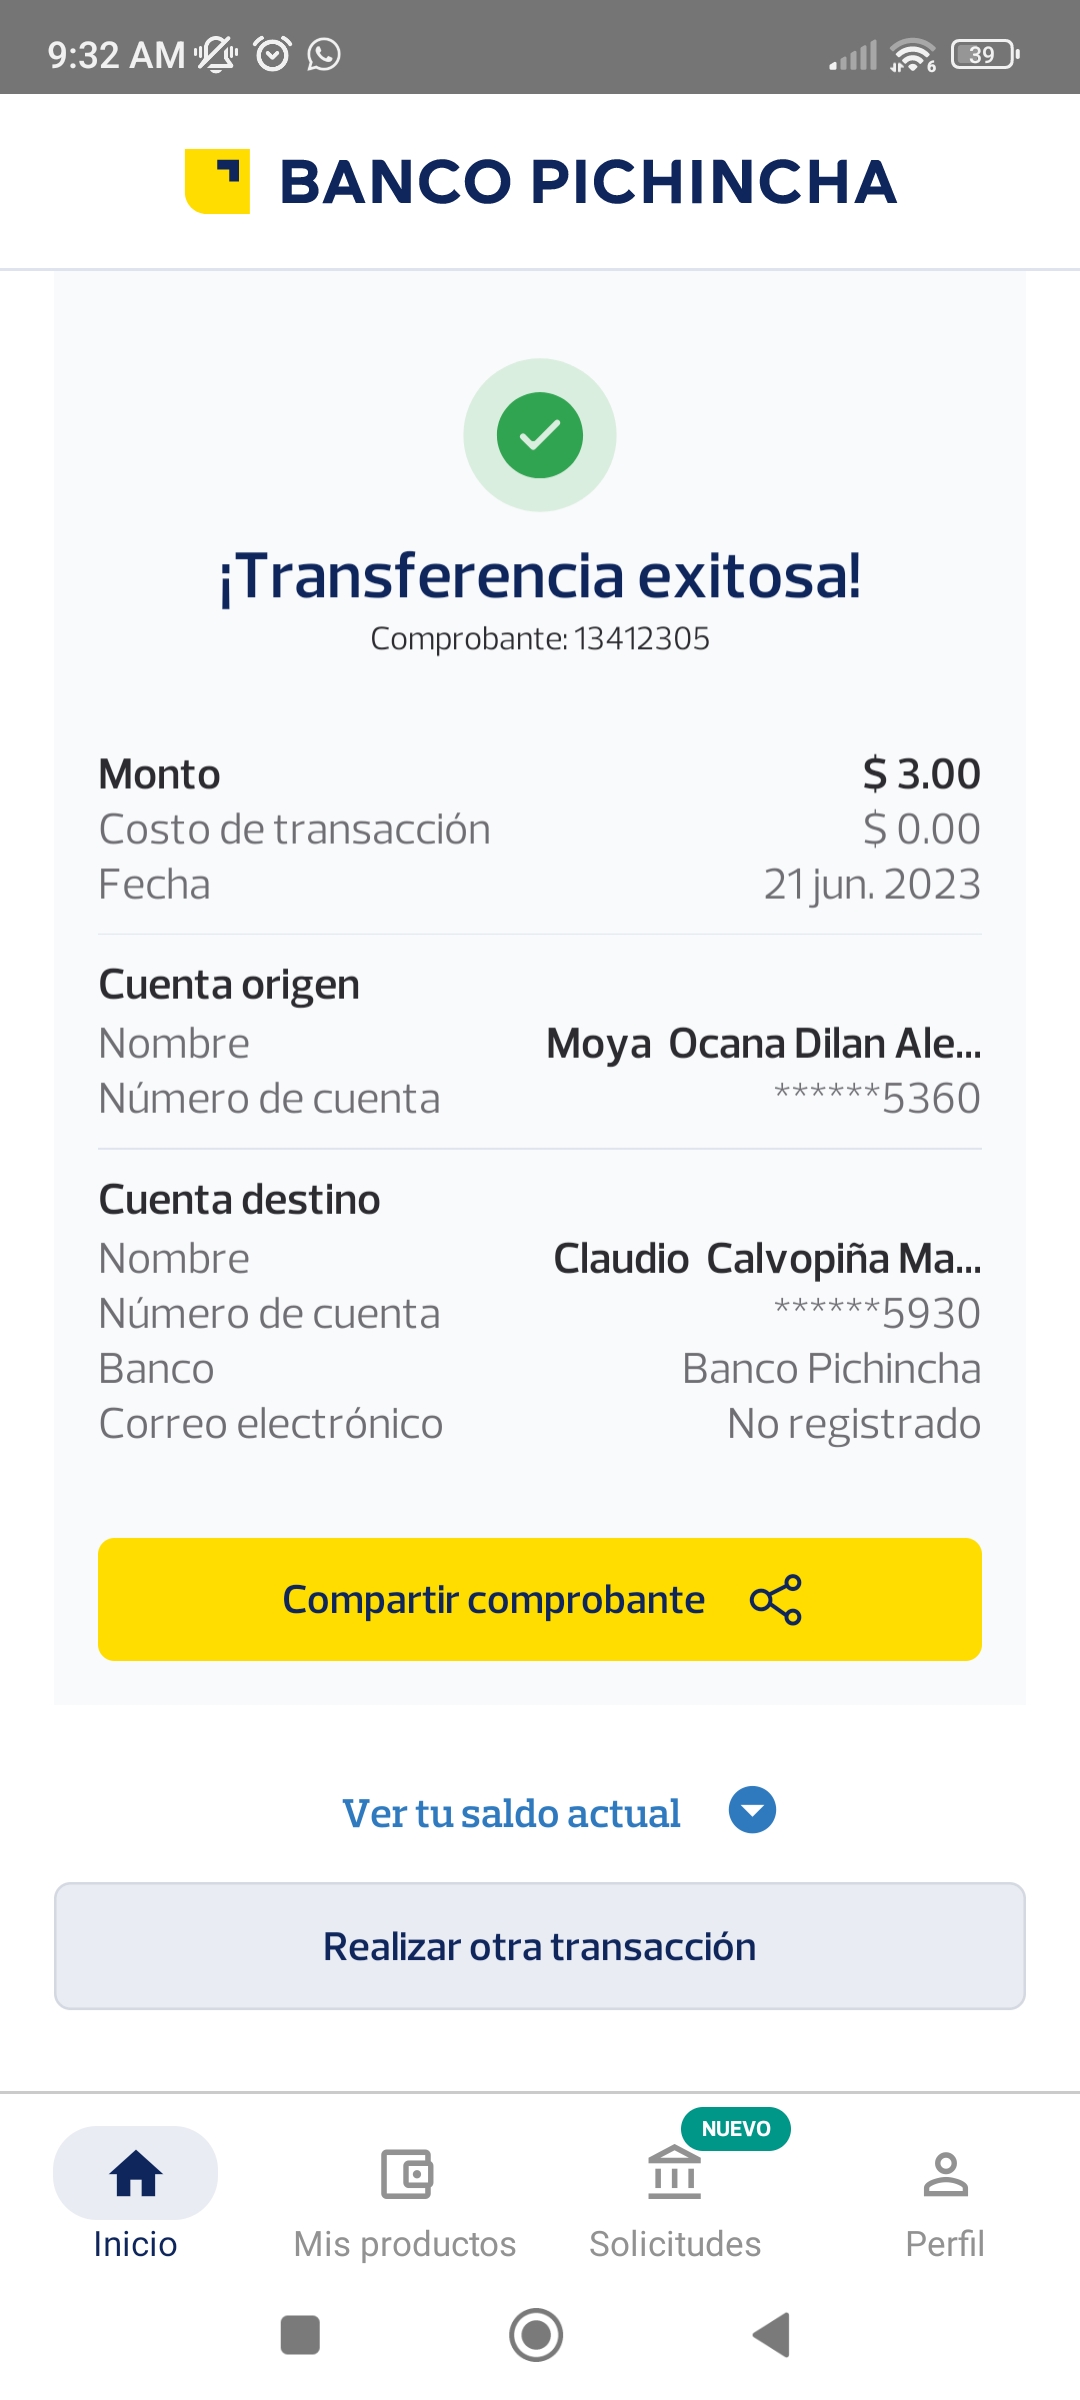 9:32 AM
39
BANCO PICHINCHA
¡Transferencia exitosa!
Comprobante: 13412305
Monto $ 3.00
Costo de transacción $ 0.00
Fecha 21 jun. 2023
Cuenta origen
Nombre Moya  Ocana Dilan Ale...
Número de cuenta ******5360
Cuenta destino
Nombre Claudio  Calvopiña Ma...
Número de cuenta ******5930
Banco Banco Pichincha
Correo electrónico No registrado
Compartir comprobante
Ver tu saldo actual
Realizar otra transacción
NUEVO
Inicio Mis productos Solicitudes Perfil